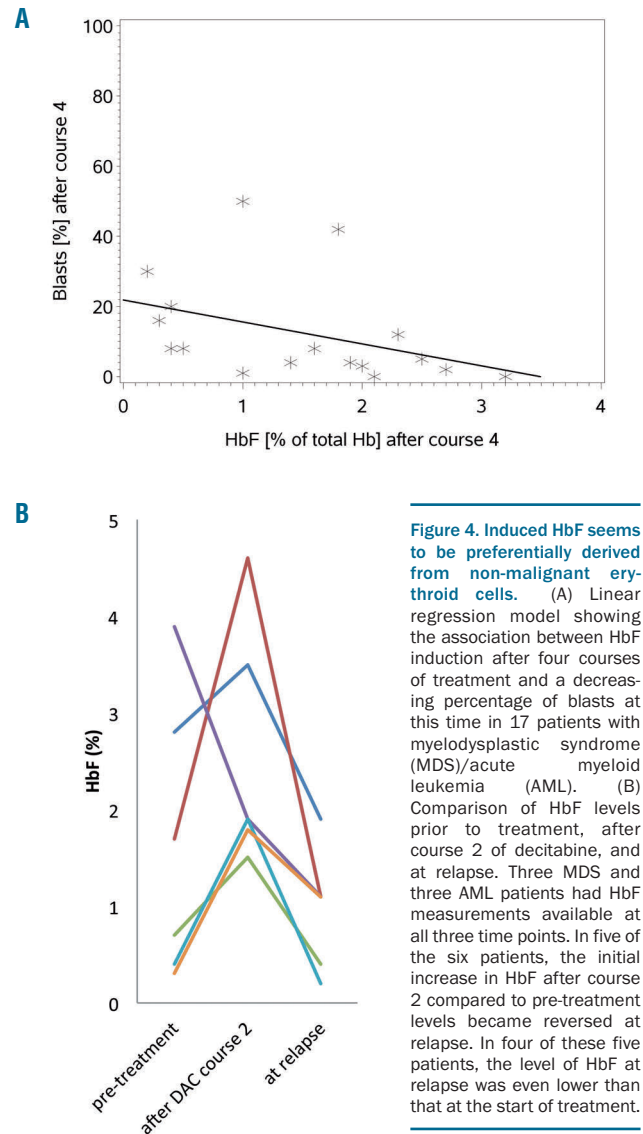 A
100
80
60
40
20
0
Blasts [%] after course 4
0 1 2 3 4
HbF [% of total Hb] after course 4
B
5
4
3
2
1
0
HbF (%)
pre-treatment
after DAC course 2
at relapse
Figure 4. Induced HbF seems
to be preferentially derived
from non-malignant ery-
throid cells. (A) Linear
regression model showing
the association between HbF
induction after four courses
of treatment and a decreas-
ing percentage of blasts at
this time in 17 patients with
myelodysplastic syndrome
(MDS)/acute myeloid
leukemia (AML). (B)
Comparison of HbF levels
prior to treatment, after
course 2 of decitabine, and
at relapse. Three MDS and
three AML patients had HbF
measurements available at
all three time points. In five of
the six patients, the initial
increase in HbF after course
2 compared to pre-treatment
levels became reversed at
relapse. In four of these five
patients, the level of HbF at
relapse was even lower than
that at the start of treatment.